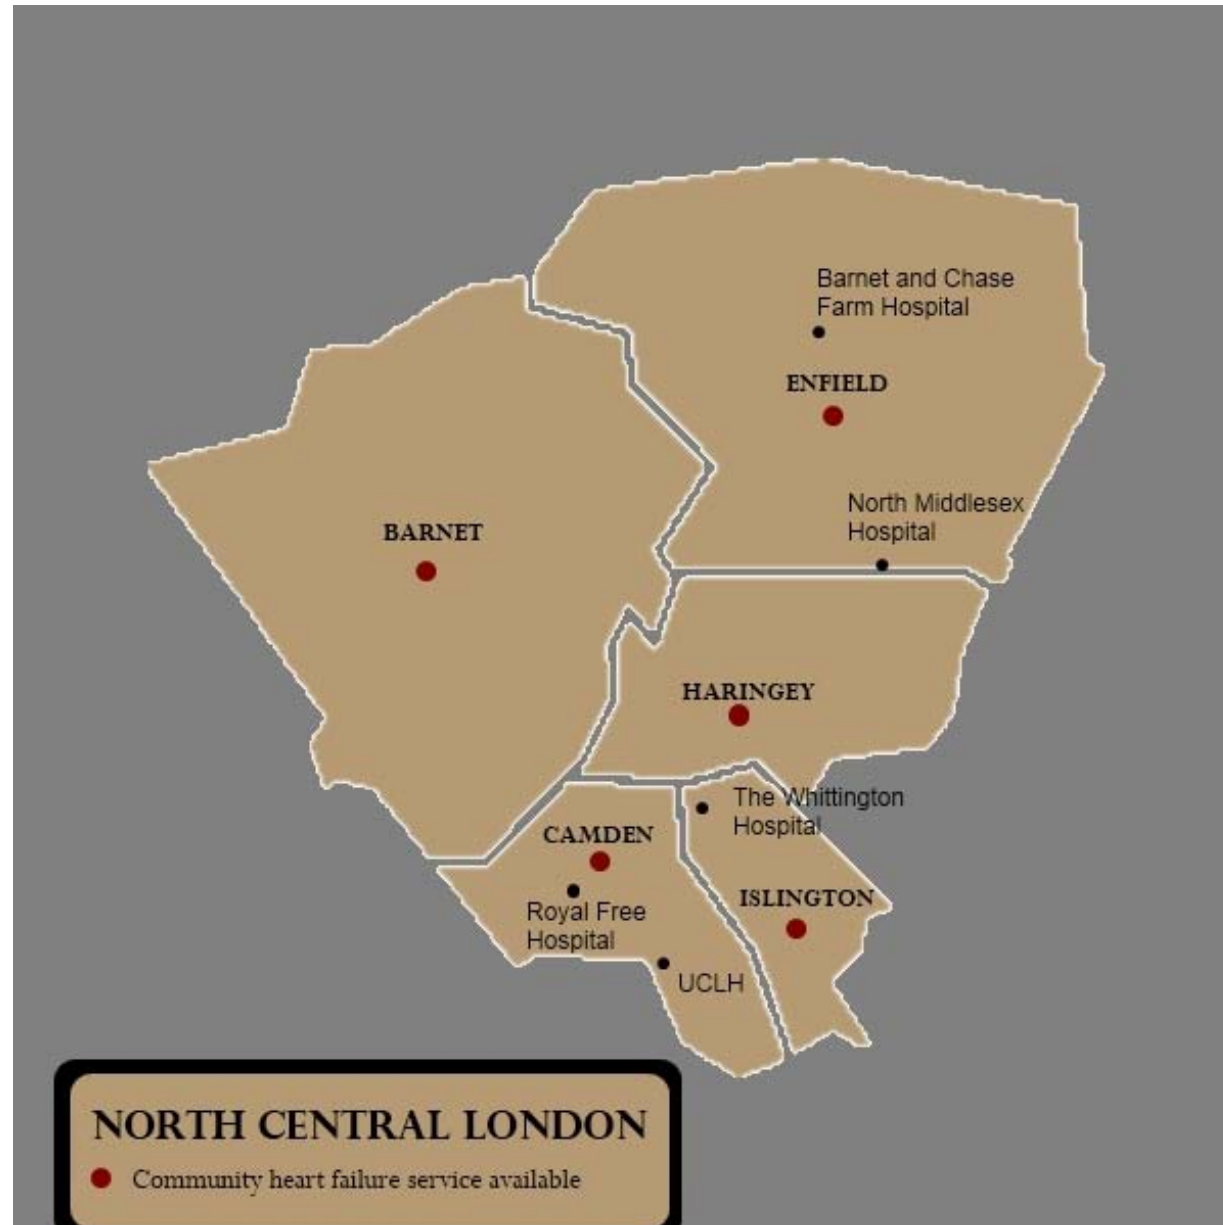 Barnet and Chase
Farm Hospital
ENFIELD
North Middlesex
Hospital
BARNET
HARINGEY
The Whittington
Hospital
CAMDEN
Royal Free
Hospital
ISLINGTON
UCLH
NORTH CENTRAL LONDON
Community heart failure service available